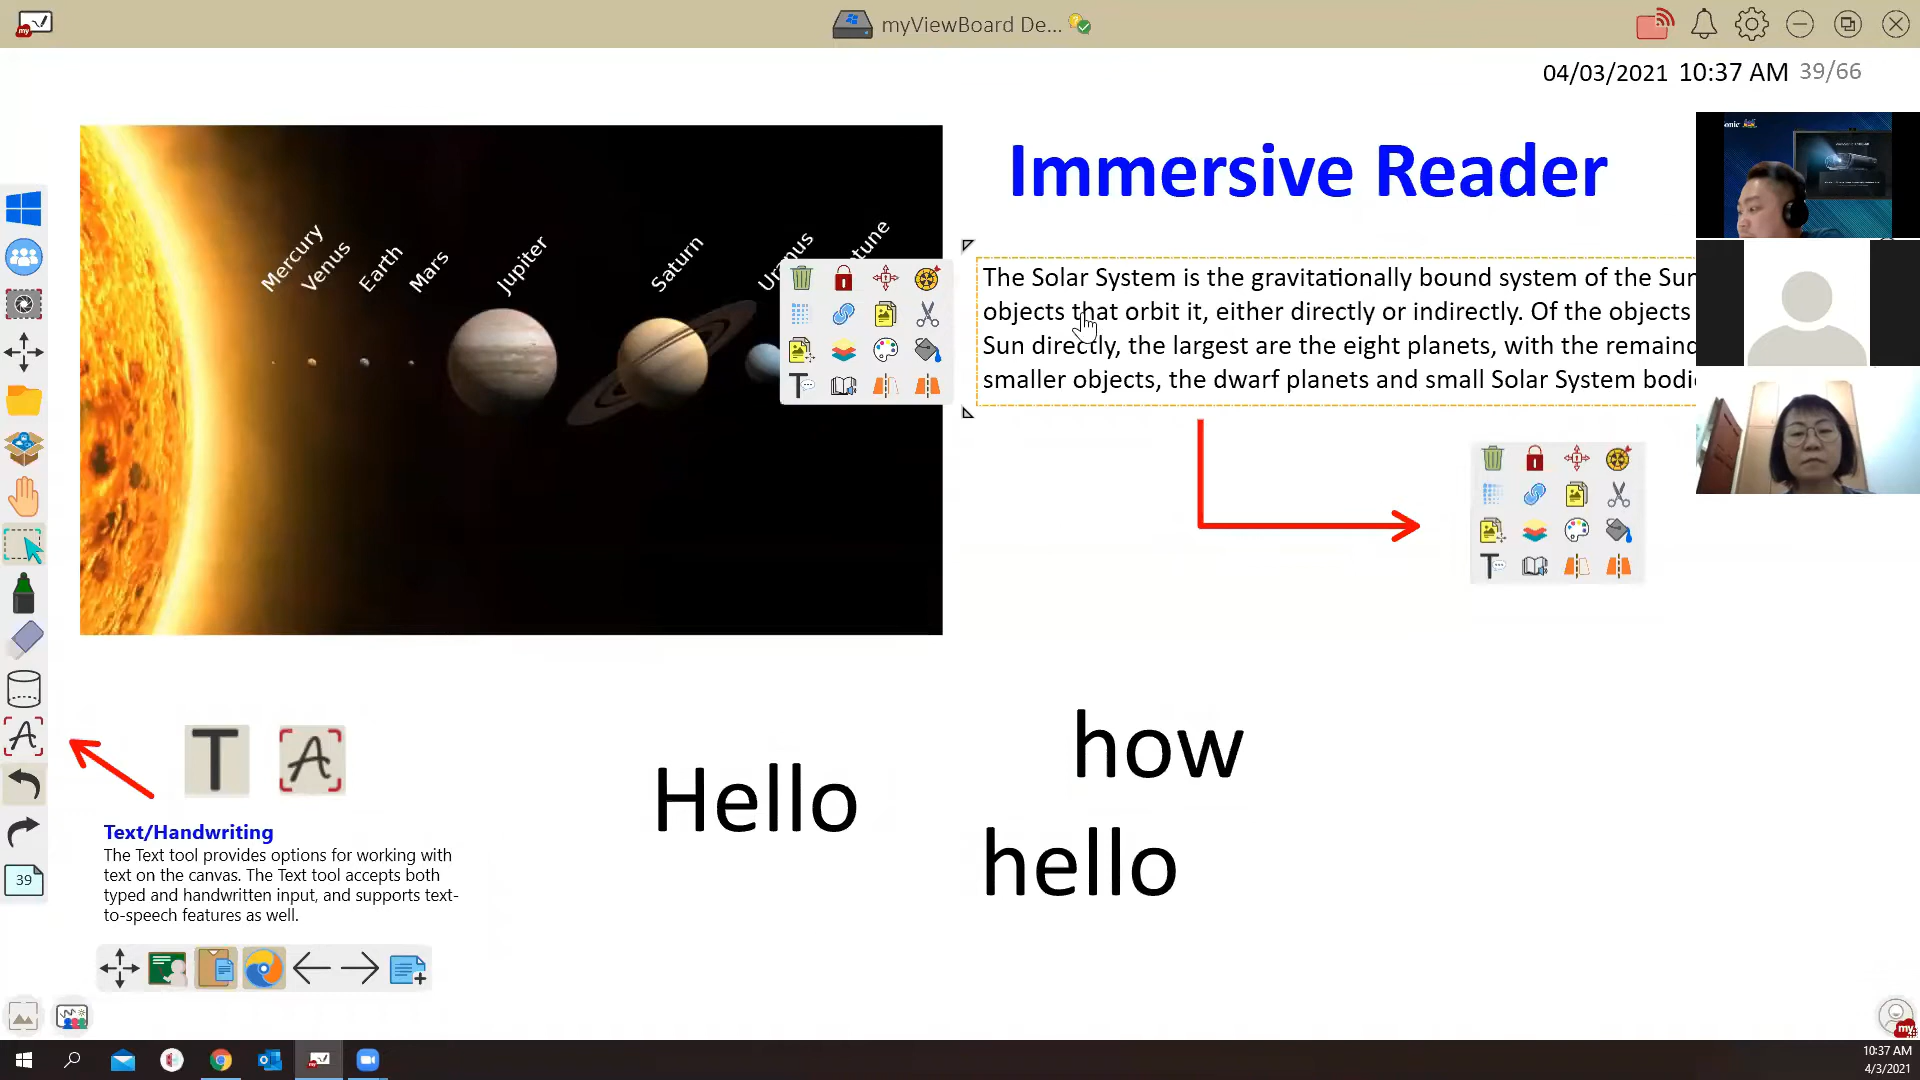 myViewBoard De...
04/03/2021 10:37 AM 39/66
Immersive Reader
Mercury
Venus
Earth
Mars
Jupiter
Saturn
The Solar System is the gravitationally bound system of the Sun
objects that orbit it, either directly or indirectly. Of the objects
Sun directly, the largest are the eight planets, with the
smaller objects, the dwarf planets and small Solar System
how
Hello
hello
T A
Text/Handwriting
The Text tool provides options for working with
text on the canvas. The Text tool accepts both
typed and handwritten input, and supports text-
to-speech features as well.
39
my
10:37 AM
4/3/2021